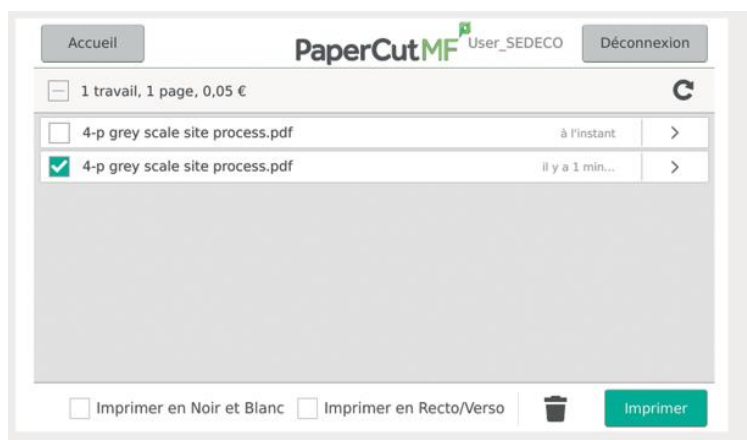 Accueil
PaperCutMF
User_SEDECO
Déconnexion
1 travail, 1 page, 0,05 €
4-p grey scale site process.pdf
à l'instant
4-p grey scale site process.pdf
il y a 1 min...
Imprimer en Noir et Blanc
Imprimer en Recto/Verso
Imprimer